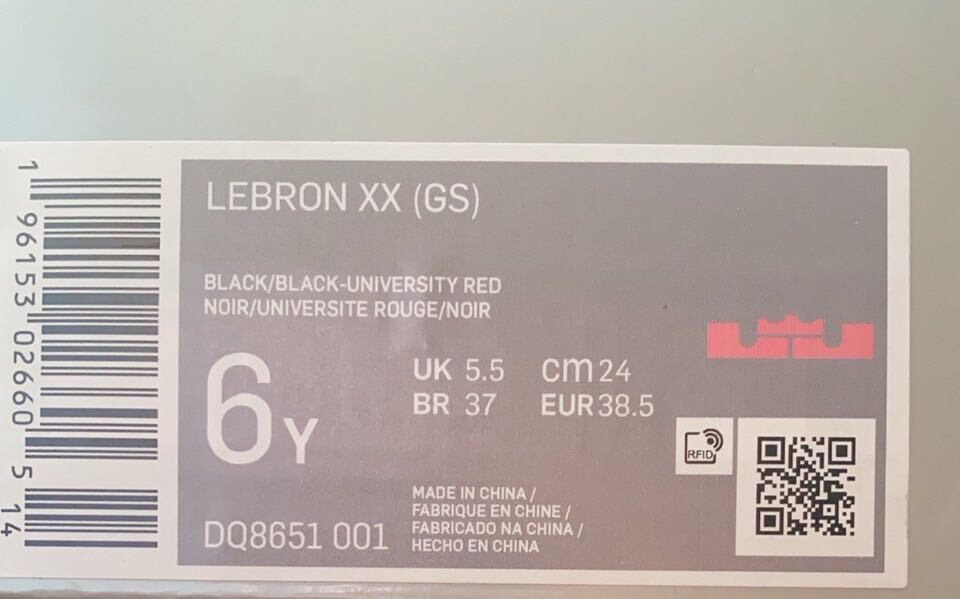 LEBRON XX (GS)
BLACK/BLACK-UNIVERSITY RED
NOIR/UNIVERSITE ROUGE/NOIR
6Y
UK 5.5 cm 24
BR 37 EUR 38.5
RFID
MADE IN CHINA /
FABRIQUE EN CHINE /
FABRICADO NA CHINA /
HECHO EN CHINA
DQ8651 001
1 96153 02660 5 14